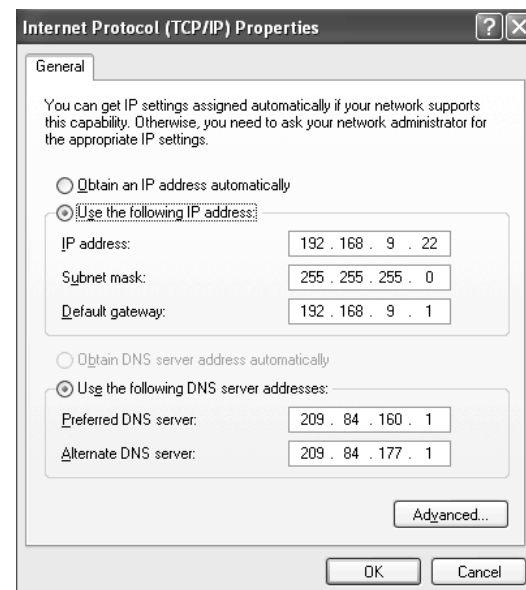 Internet Protocol (TCP/IP) Properties
General
You can get IP settings assigned automatically if your network supports
this capability. Otherwise, you need to ask your network administrator for
the appropriate IP settings.
Obtain an IP address automatically
Use the following IP address:
IP address: 192 . 168 . 9 . 22
Subnet mask: 255 . 255 . 255 . 0
Default gateway: 192 . 168 . 9 . 1
Obtain DNS server address automatically
Use the following DNS server addresses:
Preferred DNS server: 209 . 84 . 160 . 1
Alternate DNS server: 209 . 84 . 177 . 1
Advanced...
OK Cancel